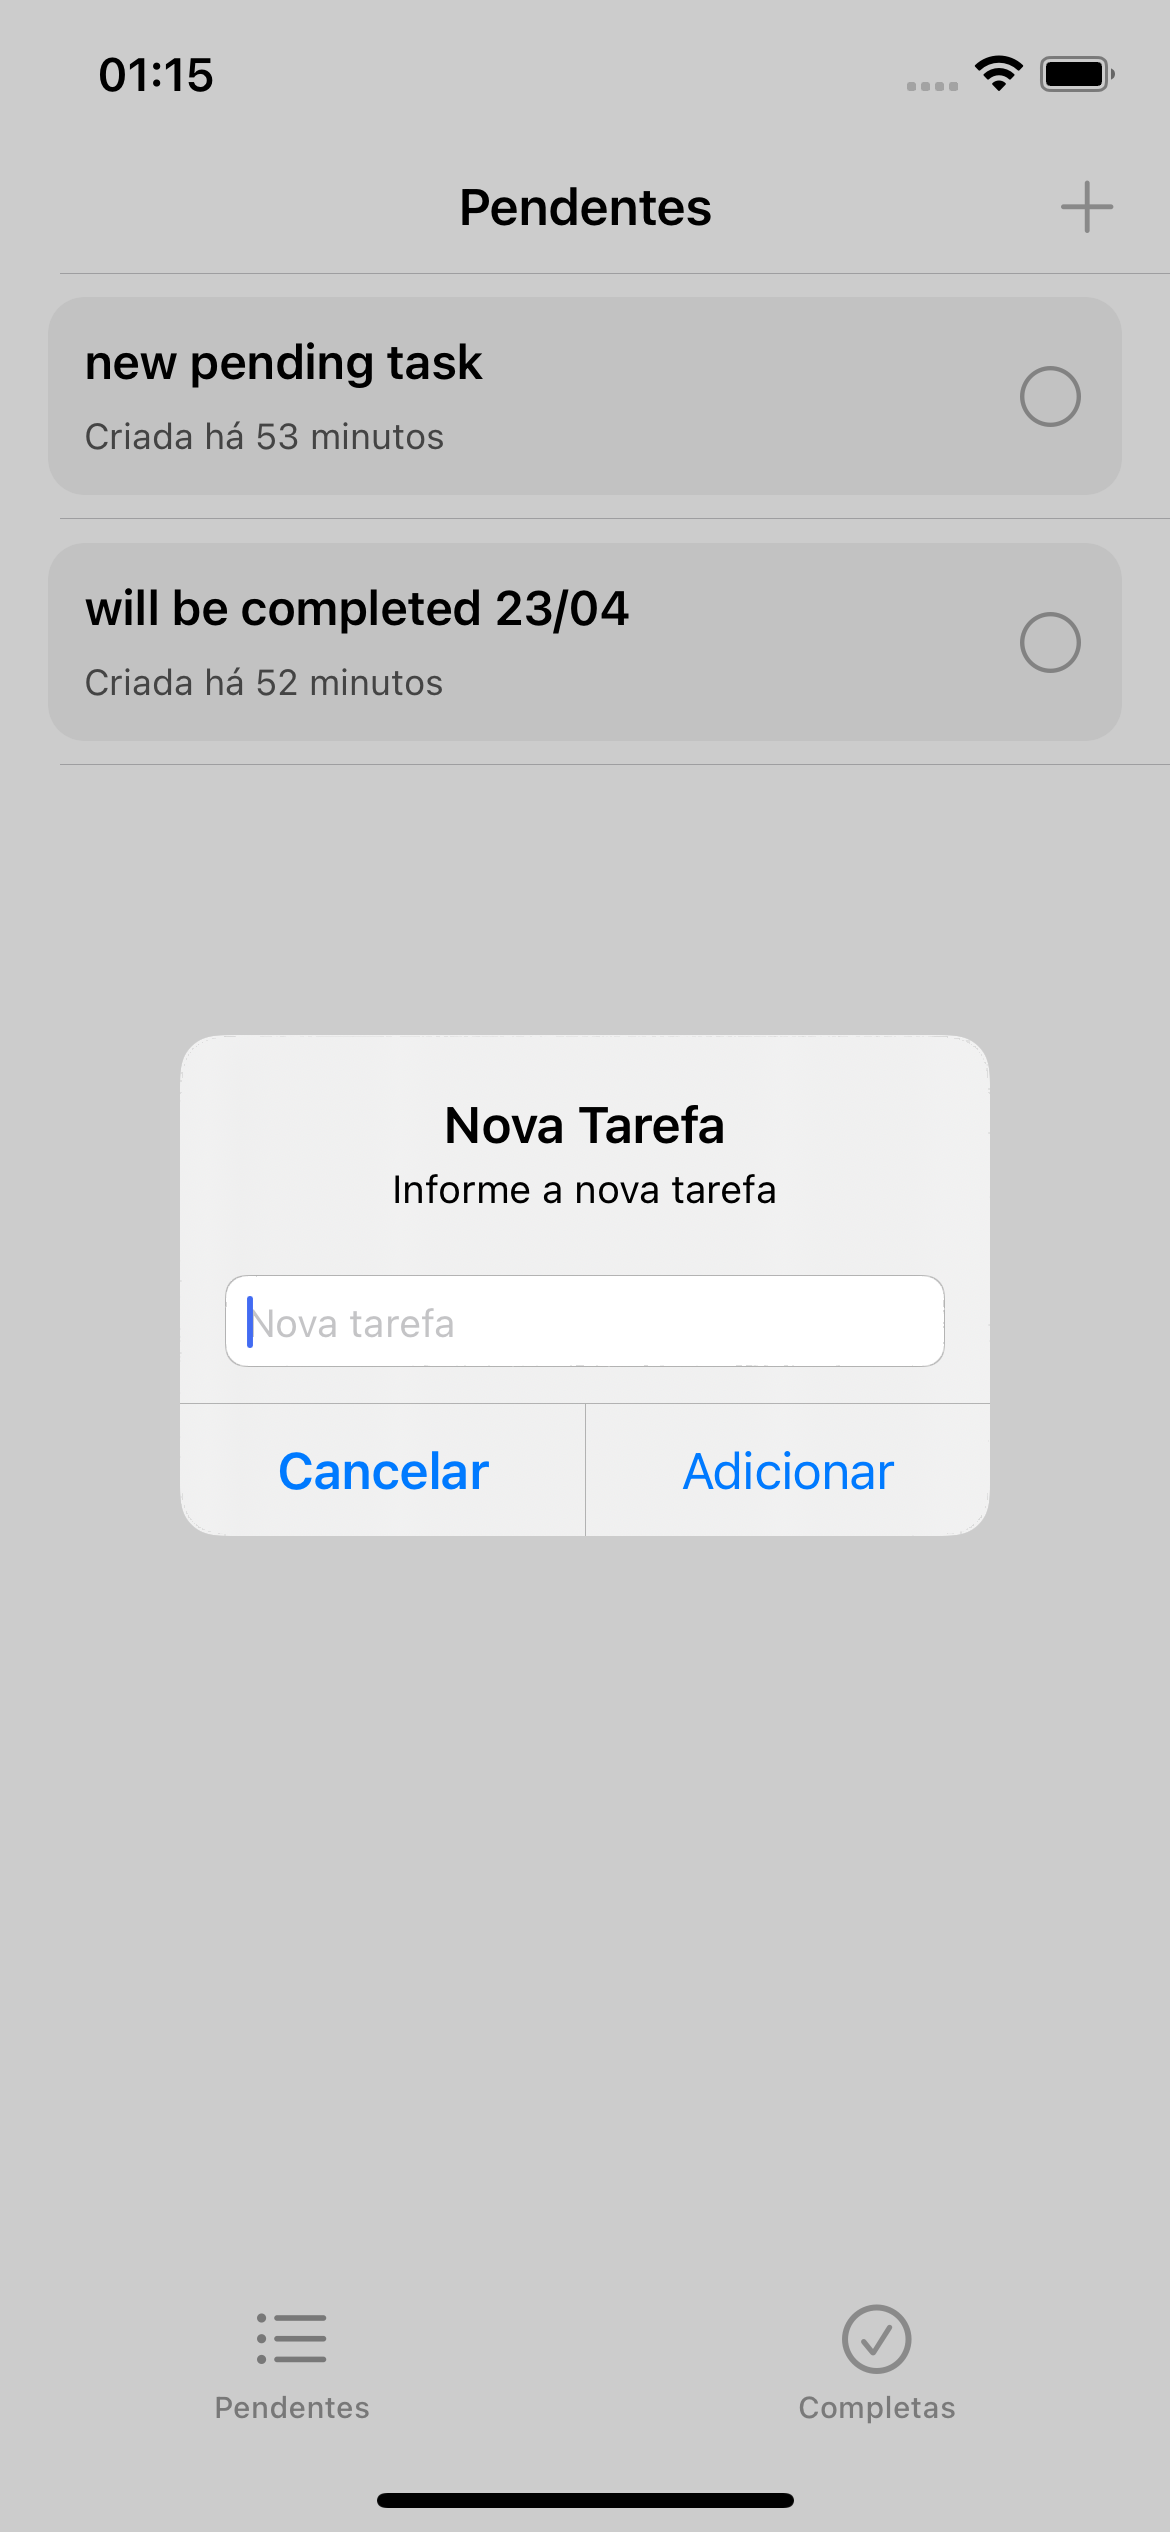 01:15
Pendentes
new pending task
Criada há 53 minutos
will be completed 23/04
Criada há 52 minutos
Nova Tarefa
Informe a nova tarefa
Nova tarefa
Cancelar
Adicionar
Pendentes
Completas